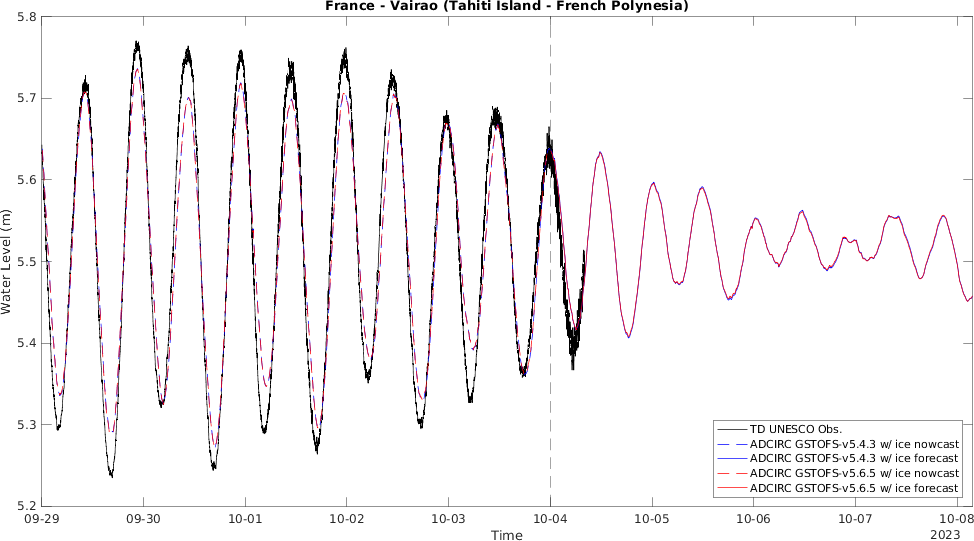 France - Vairao (Tahiti Island - French Polynesia)
5.8
5.7
5.6
5.5
5.4
5.3
5.2
Water Level (m)
09-29 09-30 10-01 10-02 10-03 10-04 10-05 10-06 10-07 10-08
2023
Time
TD UNESCO Obs.
ADCIRC GSTOFS-v5.4.3 w/ ice nowcast
ADCIRC GSTOFS-v5.4.3 w/ ice forecast
ADCIRC GSTOFS-v5.6.5 w/ ice nowcast
ADCIRC GSTOFS-v5.6.5 w/ ice forecast